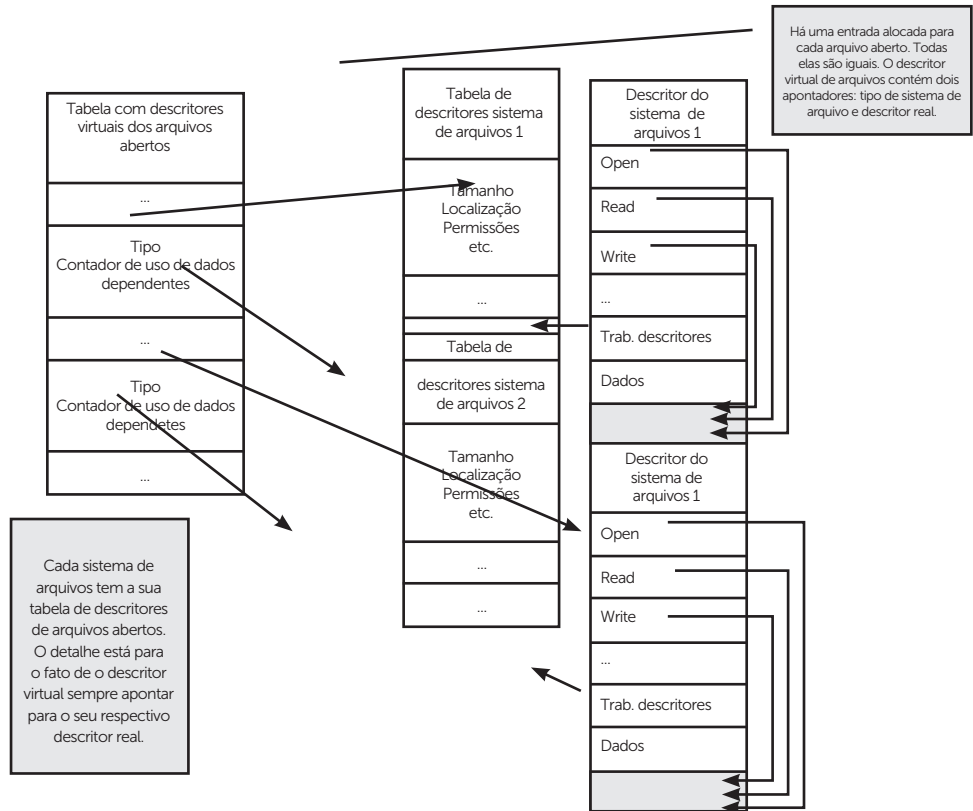 Há uma entrada alocada para
cada arquivo aberto. Todas
elas são iguais. O descritor
virtual de arquivos contém dois
apontadores: tipo de sistema de
arquivo e descritor real.
Tabela com descritores
virtuais dos arquivos
abertos
...
Tipo
Contador de uso de dados
dependentes
...
Tipo
Contador de uso de dados
dependetes
...
Cada sistema de
arquivos tem a sua
tabela de descritores
de arquivos abertos.
O detalhe está para
o fato de o descritor
virtual sempre apontar
para o seu respectivo
descritor real.
Tabela de
descritores sistema
de arquivos 1
Tamanho
Localização
Permissões
etc.
...
Tabela de
descritores sistema
de arquivos 2
Tamanho
Localização
Permissões
etc.
...
...
Descritor do
sistema de
arquivos 1
Open
Read
Write
...
Trab. descritores
Dados
Descritor do
sistema de
arquivos 1
Open
Read
Write
...
Trab. descritores
Dados